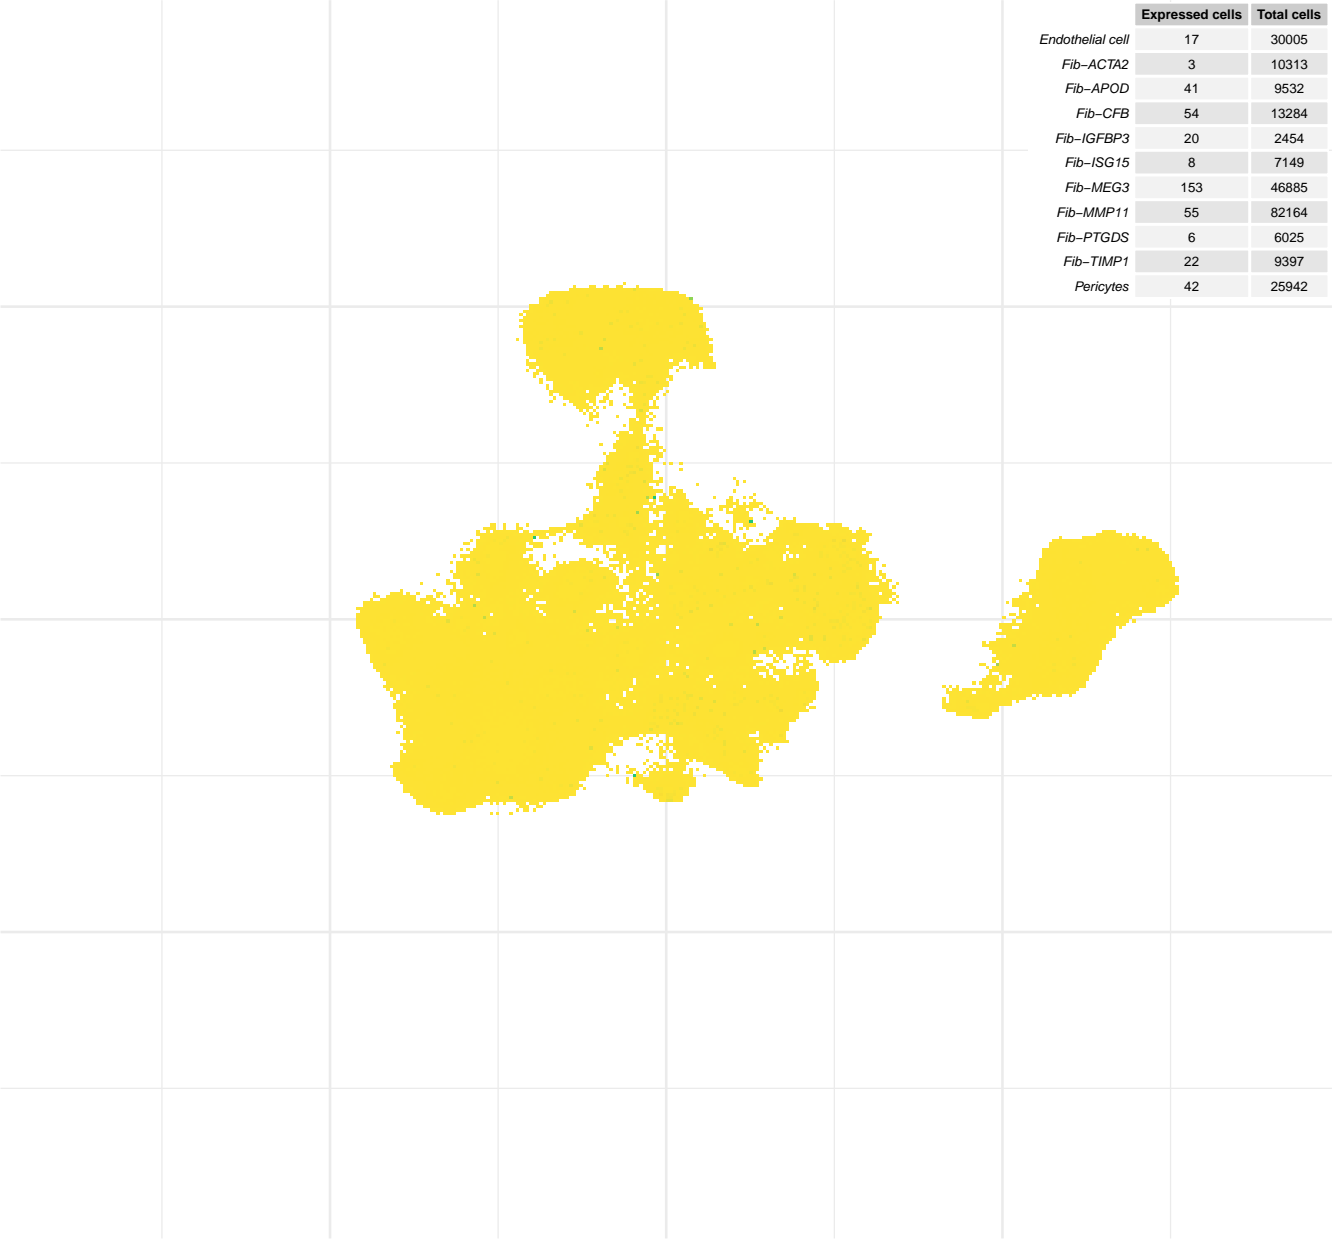 Expressed cells Total cells
Endothelial cell 17 30005
Fib−ACTA2 3 10313
Fib−APOD 41 9532
Fib−CFB 54 13284
Fib−IGFBP3 20 2454
Fib−ISG15 8 7149
Fib−MEG3 153 46885
Fib−MMP11 55 82164
Fib−PTGDS 6 6025
Fib−TIMP1 22 9397
Pericytes 42 25942